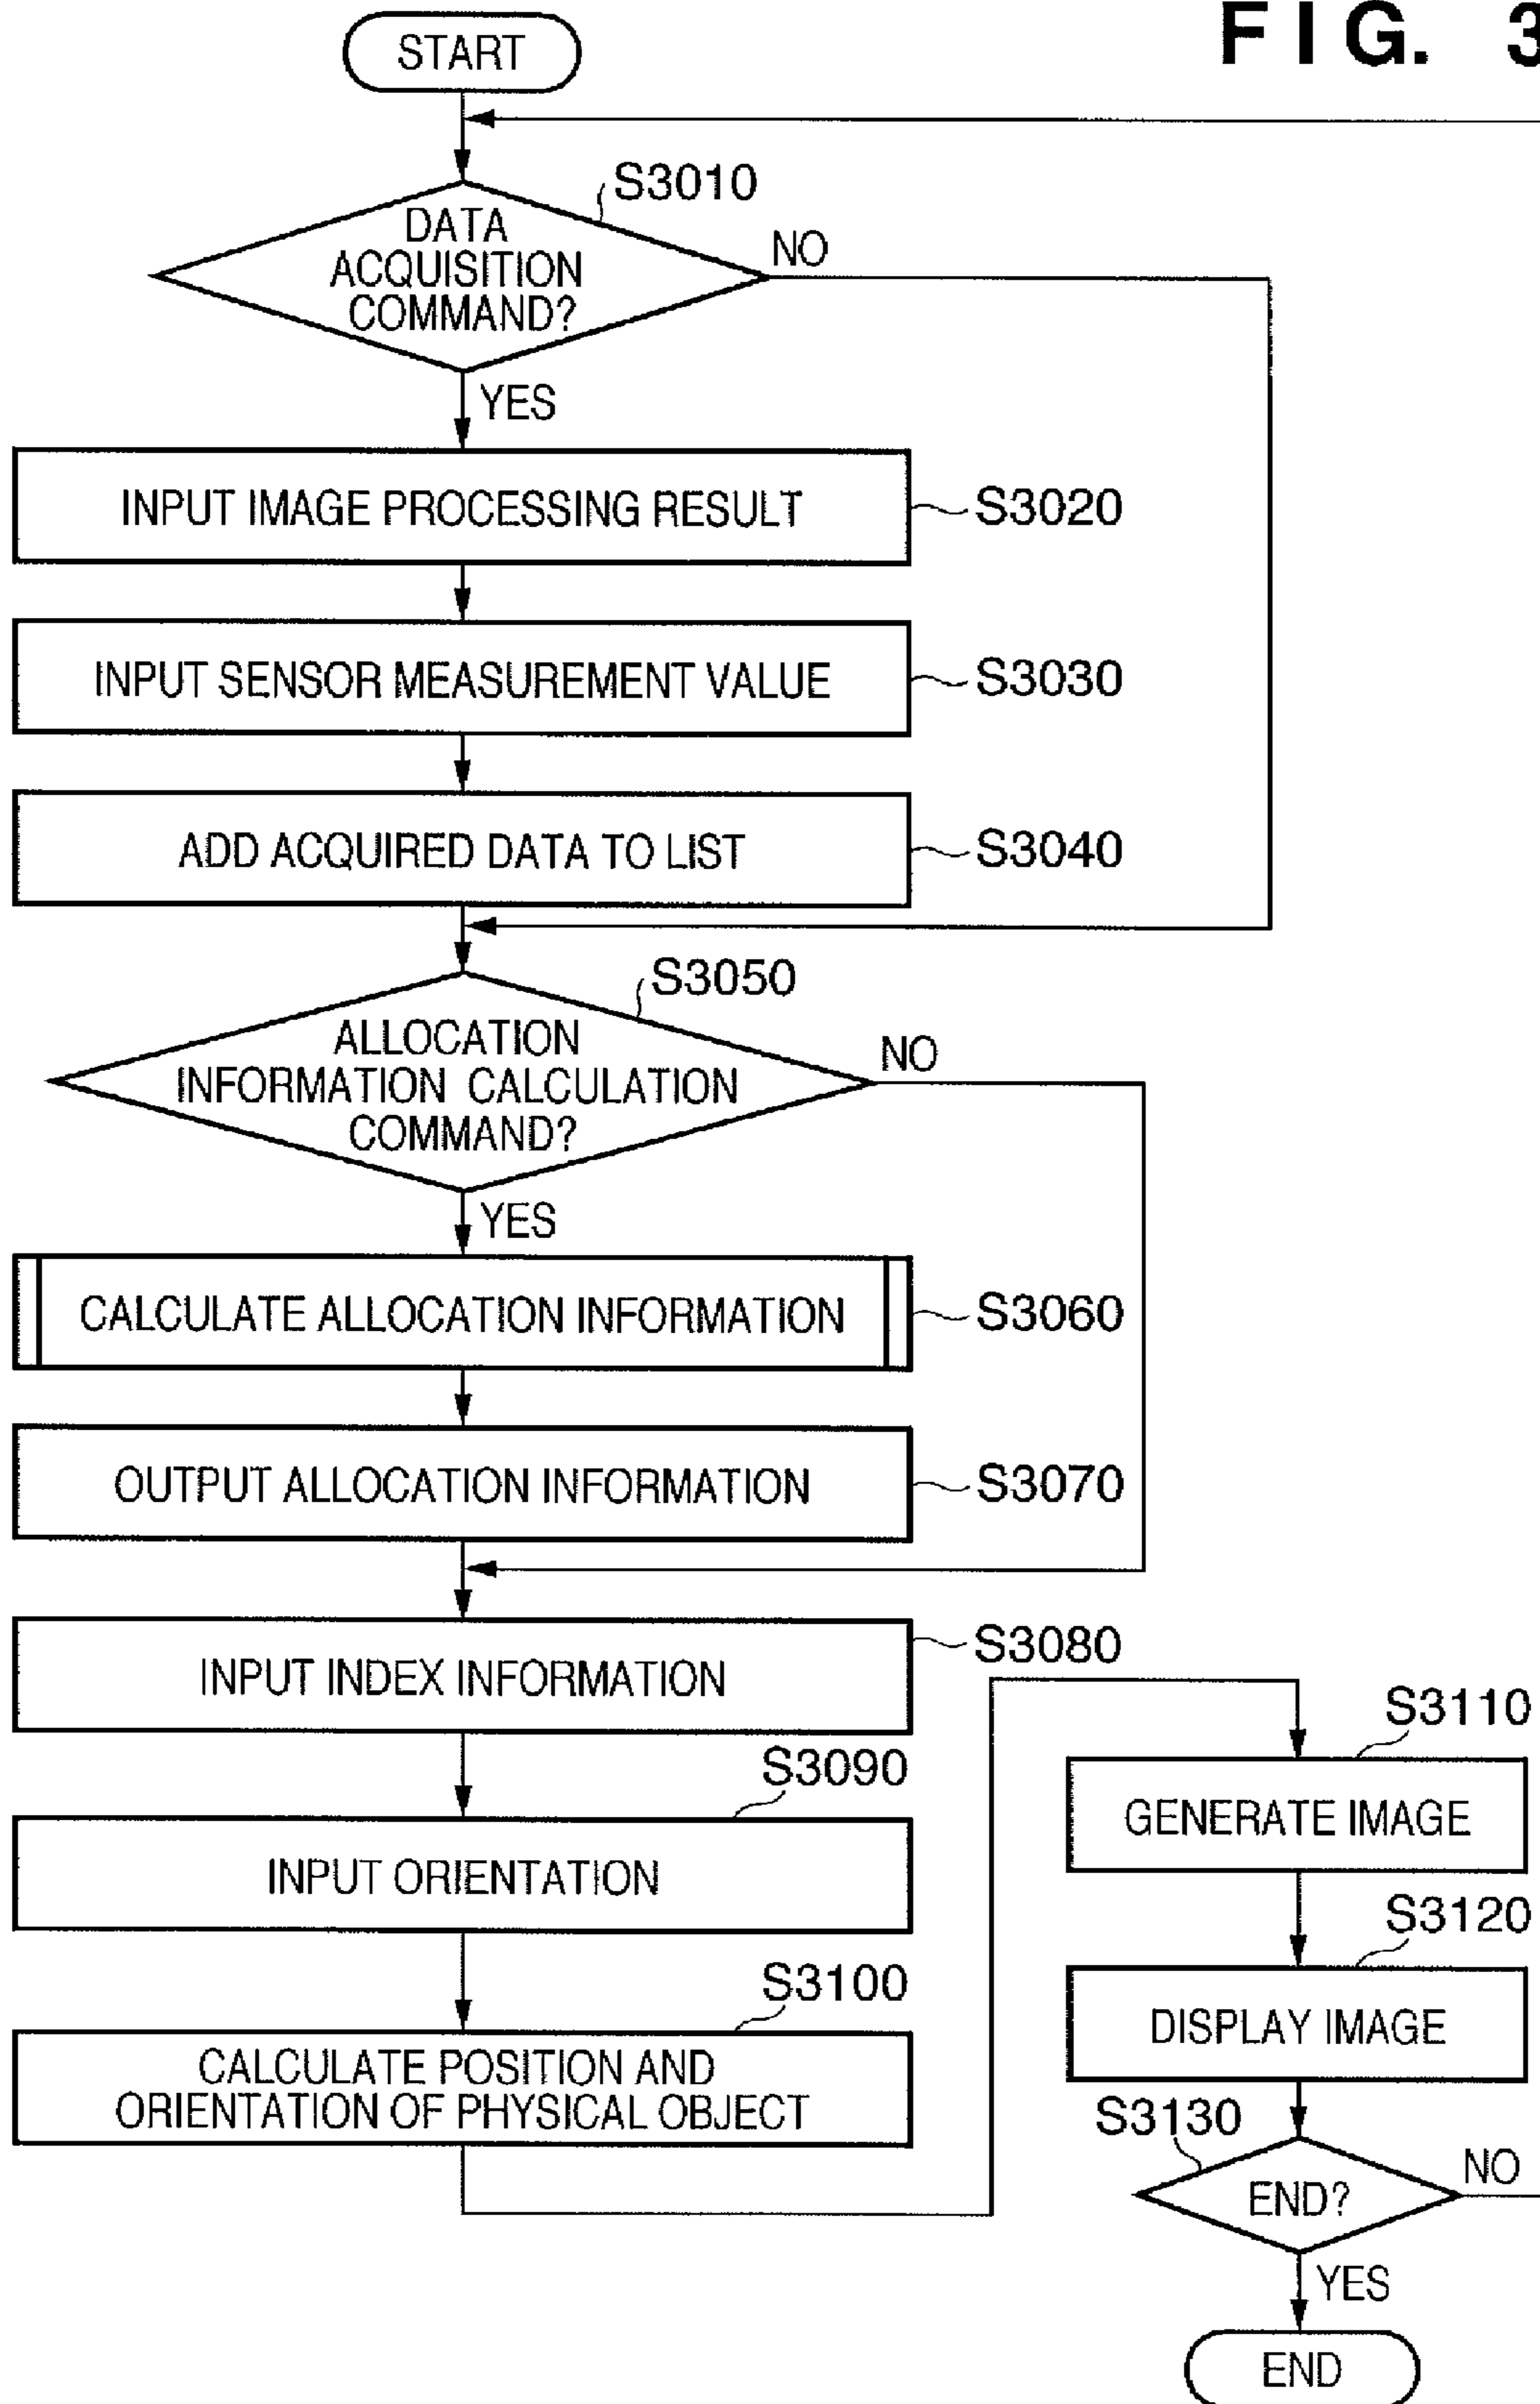 FIG. 3
START
S3010
DATA
ACQUISITION
COMMAND?
NO
YES
INPUT IMAGE PROCESSING RESULT
S3020
INPUT SENSOR MEASUREMENT VALUE
S3030
ADD ACQUIRED DATA TO LIST
S3040
S3050
ALLOCATION
INFORMATION CALCULATION
COMMAND?
NO
YES
CALCULATE ALLOCATION INFORMATION
S3060
OUTPUT ALLOCATION INFORMATION
S3070
INPUT INDEX INFORMATION
S3080
S3090
INPUT ORIENTATION
S3100
CALCULATE POSITION AND
ORIENTATION OF PHYSICAL OBJECT
S3110
GENERATE IMAGE
S3120
DISPLAY IMAGE
S3130
END?
NO
YES
END